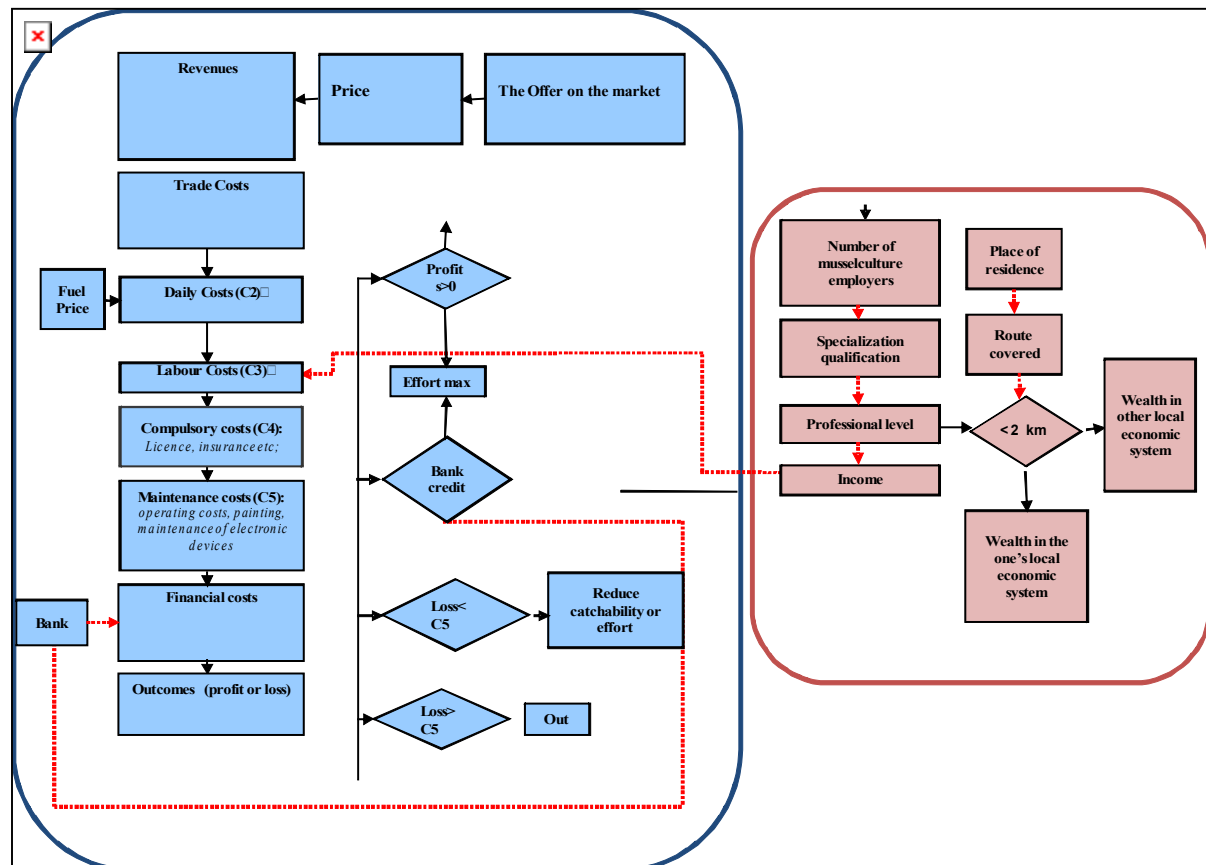 Revenues
Price
The Offer on the market
Trade Costs
Fuel
Price
Daily Costs (C2)□
Labour Costs (C3)□
Compulsory costs (C4):
Licence, insurance etc;
Maintenance costs (C5):
operating costs, painting,
maintenance of electronic
devices
Bank
Financial costs
Outcomes (profit or loss)
Profit
s>0
Effort max
Bank
credit
Loss<
C5
Reduce
catchability or
effort
Loss>
C5
Out
Number of
musselculture
employers
Specialization
qualification
Professional level
Income
Place of
residence
Route
covered
< 2 km
Wealth in
other local
economic
system
Wealth in the
one's local
economic
system